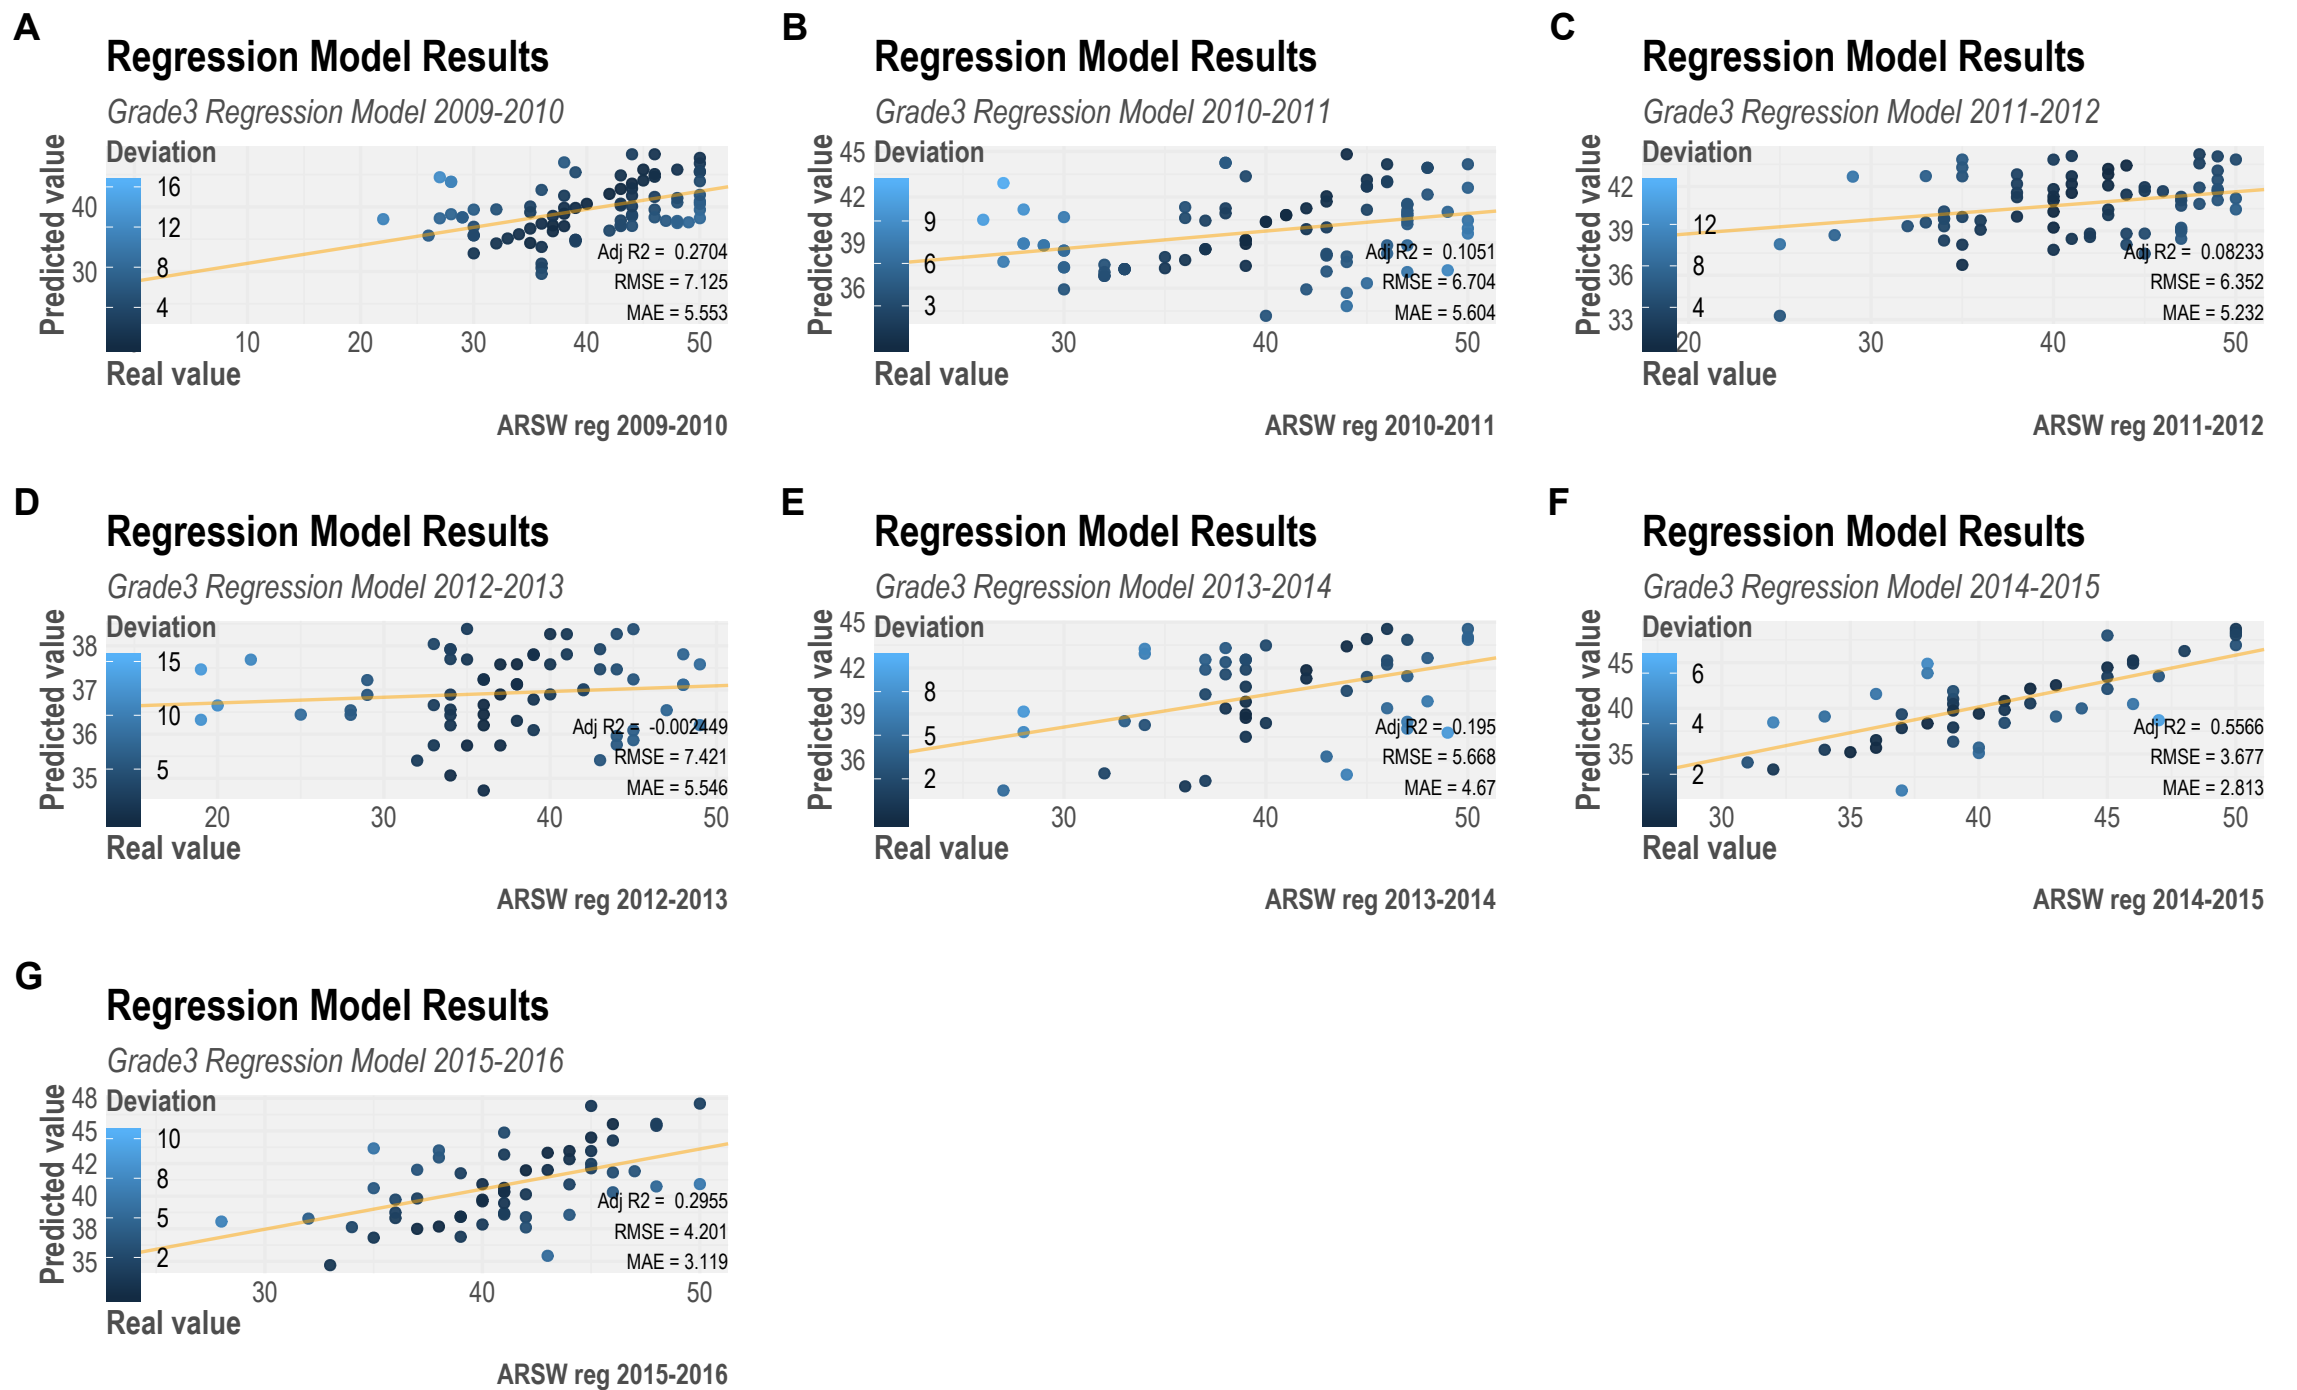 A
Regression Model Results
Grade3 Regression Model 2009-2010
Predicted value
Deviation
16
12
8
4
40
30
Adj R2 = 0.2704
RMSE = 7.125
MAE = 5.553
10 20 30 40 50
Real value
ARSW reg 2009-2010
B
Regression Model Results
Grade3 Regression Model 2010-2011
Predicted value
Deviation
9
6
3
45
42
39
36
Adj R2 = 0.1051
RMSE = 6.704
MAE = 5.604
30 40 50
Real value
ARSW reg 2010-2011
C
Regression Model Results
Grade3 Regression Model 2011-2012
Predicted value
Deviation
12
8
4
42
39
36
33
Adj R2 = 0.08233
RMSE = 6.352
MAE = 5.232
20 30 40 50
Real value
ARSW reg 2011-2012
D
Regression Model Results
Grade3 Regression Model 2012-2013
Predicted value
Deviation
15
10
5
38
37
36
35
Adj R2 = -0.002449
RMSE = 7.421
MAE = 5.546
20 30 40 50
Real value
ARSW reg 2012-2013
E
Regression Model Results
Grade3 Regression Model 2013-2014
Predicted value
Deviation
8
5
2
45
42
39
36
Adj R2 = 0.195
RMSE = 5.668
MAE = 4.67
30 40 50
Real value
ARSW reg 2013-2014
F
Regression Model Results
Grade3 Regression Model 2014-2015
Predicted value
Deviation
6
4
2
45
40
35
Adj R2 = 0.5566
RMSE = 3.677
MAE = 2.813
30 35 40 45 50
Real value
ARSW reg 2014-2015
G
Regression Model Results
Grade3 Regression Model 2015-2016
Predicted value
Deviation
10
8
5
2
48
45
42
40
38
35
Adj R2 = 0.2955
RMSE = 4.201
MAE = 3.119
30 40 50
Real value
ARSW reg 2015-2016